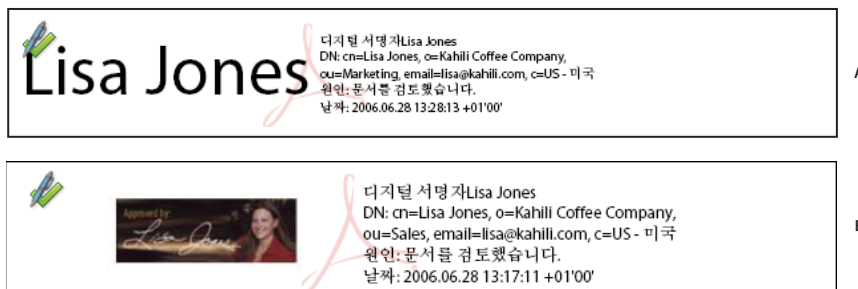 Lisa Jones
디지털 서명자Lisa Jones
DN: cn=Lisa Jones, o=Kahili Coffee Company,
ou=Marketing, email=lisa@kahili.com, c=US - 미국
원인: 문서를 검토했습니다.
날짜: 2006.06.28 13:28:13 +01'00'
A
Approved by:
Lisa Jones
디지털 서명자Lisa Jones
DN: cn=Lisa Jones, o=Kahili Coffee Company,
ou=Sales, email=lisa@kahili.com, c=US - 미국
원인: 문서를 검토했습니다.
날짜: 2006.06.28 13:17:11 +01'00'